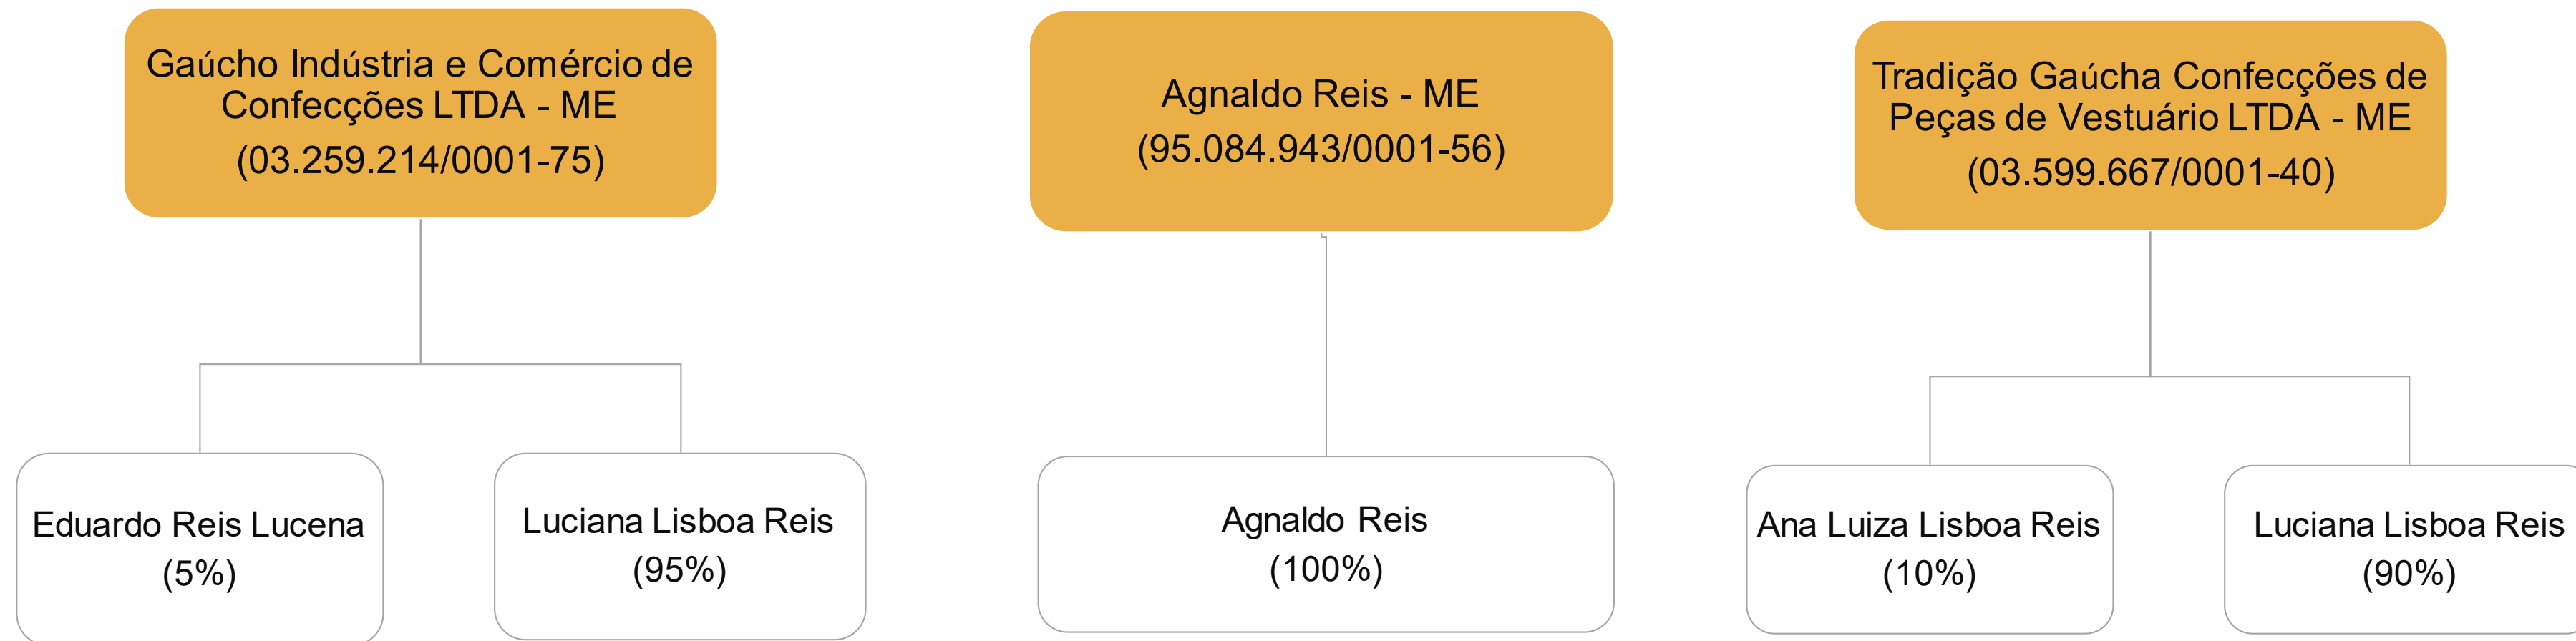 Gaúcho Indústria e Comércio de
Confecções LTDA - ME
(03.259.214/0001-75)
Agnaldo Reis - ME
(95.084.943/0001-56)
Tradição Gaúcha Confecções de
Peças de Vestuário LTDA - ME
(03.599.667/0001-40)
Eduardo Reis Lucena
(5%)
Luciana Lisboa Reis
(95%)
Agnaldo Reis
(100%)
Ana Luiza Lisboa Reis
(10%)
Luciana Lisboa Reis
(90%)